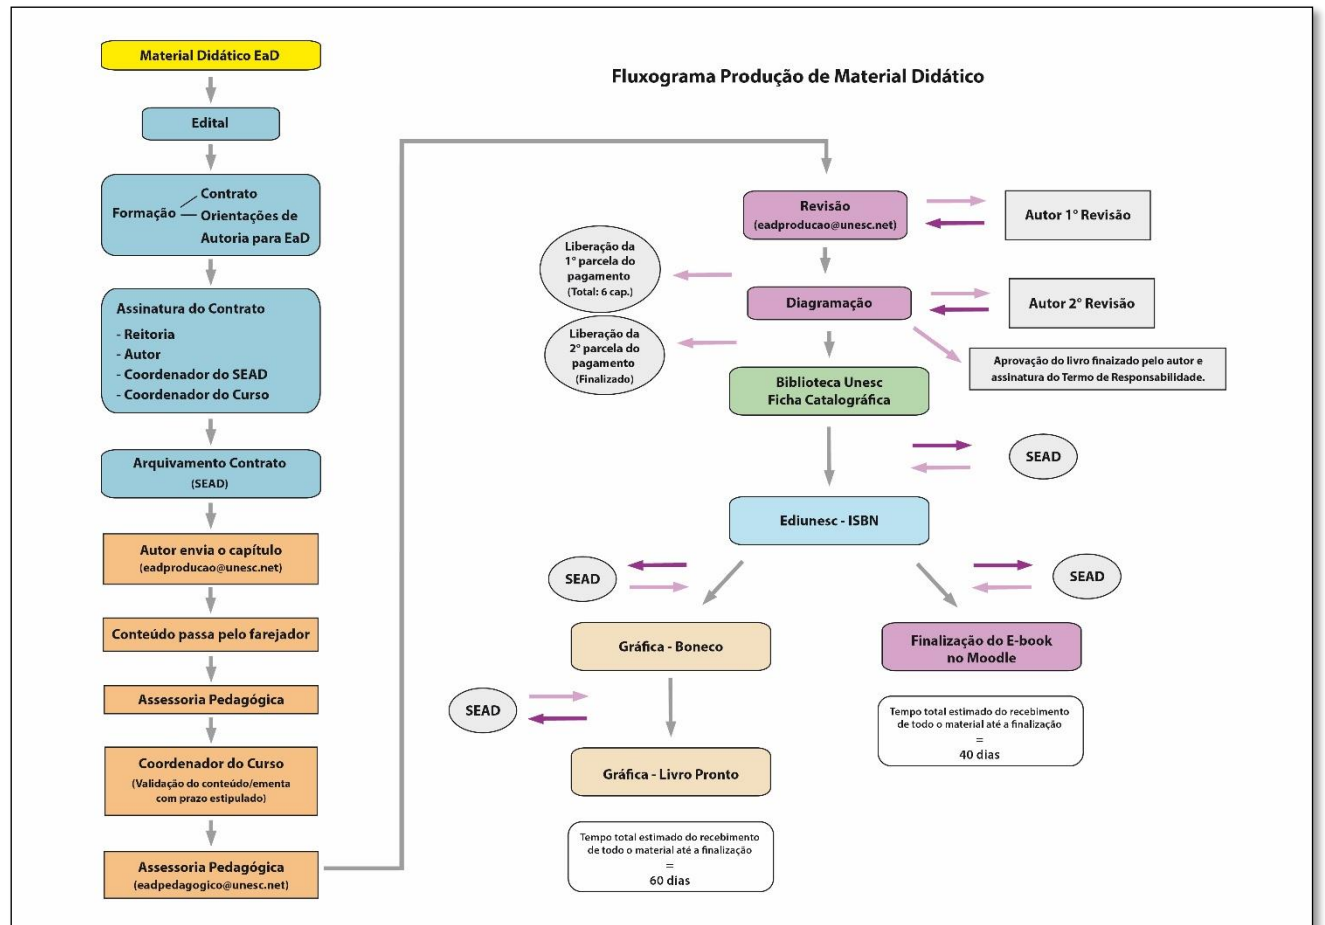 Material Didático EaD
Fluxograma Produção de Material Didático
Edital
Contrato
Formação
Orientações de
Autoria para EaD
Assinatura do Contrato
- Reitoria
- Autor
- Coordenador do SEAD
- Coordenador do Curso
Arquivamento Contrato
(SEAD)
Autor envia o capítulo
(eadproducao@unesc.net)
Conteúdo passa pelo farejador
Assessoria Pedagógica
Coordenador do Curso
(Validação do conteúdo/ementa
com prazo estipulado)
Assessoria Pedagógica
(eadpedagogico@unesc.net)
Revisão
(eadproducao@unesc.net)
Autor 1° Revisão
Liberação da
1° parcela do
pagamento
(Total: 6 cap.)
Diagramação
Autor 2° Revisão
Liberação da
2° parcela do
pagamento
(Finalizado)
Aprovação do livro finaizado pelo autor e
assinatura do Termo de Responsabilidade.
Biblioteca Unesc
Ficha Catalográfica
SEAD
Ediunesc - ISBN
SEAD
SEAD
Gráfica - Boneco
Finalização do E-book
no Moodle
SEAD
Tempo total estimado do recebimento
de todo o material até a finalização
=
40 dias
Gráfica - Livro Pronto
Tempo total estimado do recebimento
de todo o material até a finalização
=
60 dias